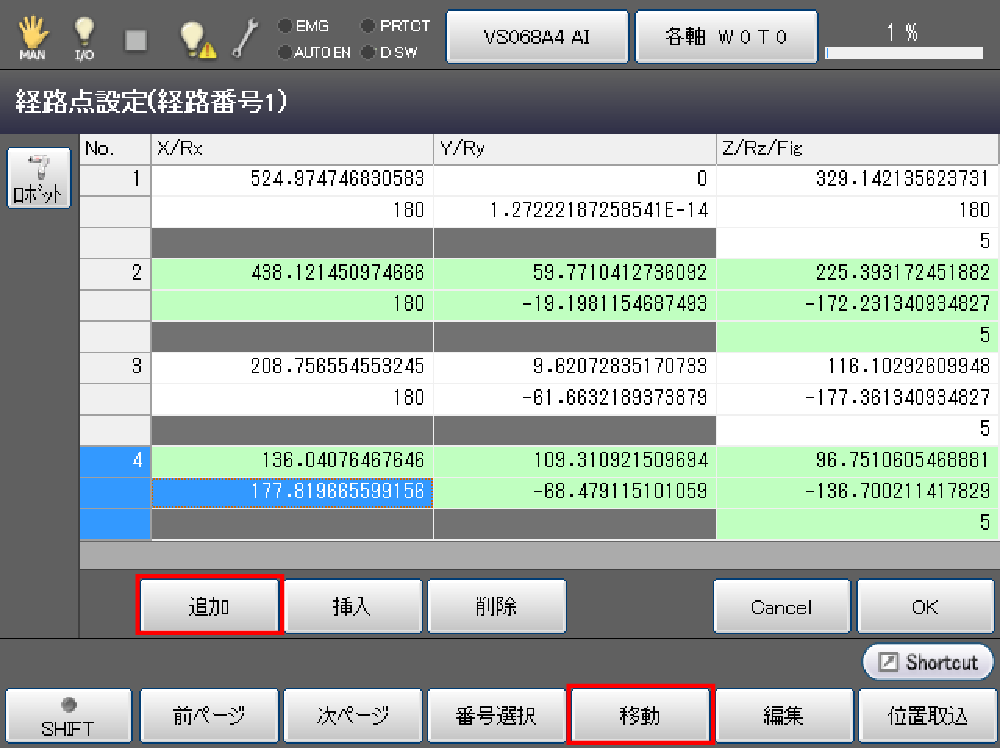 MAN
I/O
EMG
PRTCT
AUTO EN
D SW
VS068A4 AI
各軸 W0T0
1 %
経路点設定(経路番号1)
ロボット
No. X/Rx Y/Ry Z/Rz/Fig
1 524.974746830583 0 329.142135623731
180 1.27222187258541E-14 180
5
2 438.121450974666 59.7710412736092 225.393172451882
180 -19.1981154687493 -172.231340934827
5
3 208.756554553245 9.62072835170733 116.10292609948
180 -61.6632189373879 -177.361340934827
5
4 136.04076467646 109.310921509694 96.7510605468881
177.819665599156 -68.479115101059 -136.700211417829
5
追加 挿入 削除 Cancel OK
Shortcut
SHIFT 前ページ 次ページ 番号選択 移動 編集 位置取込